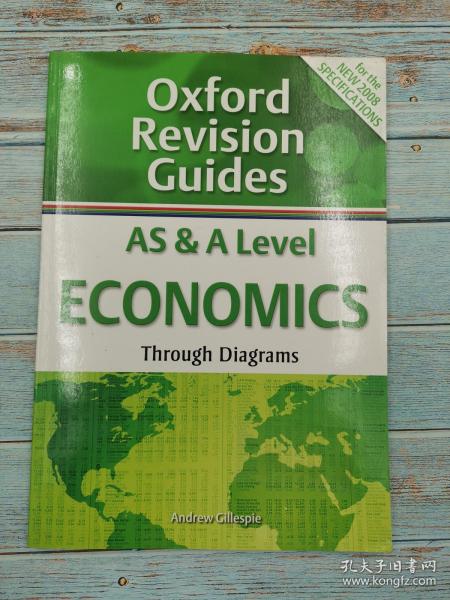 for the
NEW 2008
SPECIFICATIONS
Oxford
Revision
Guides
AS & A Level
ECONOMICS
Through Diagrams
Andrew Gillespie
孔夫子旧书网
www.kongfz.com